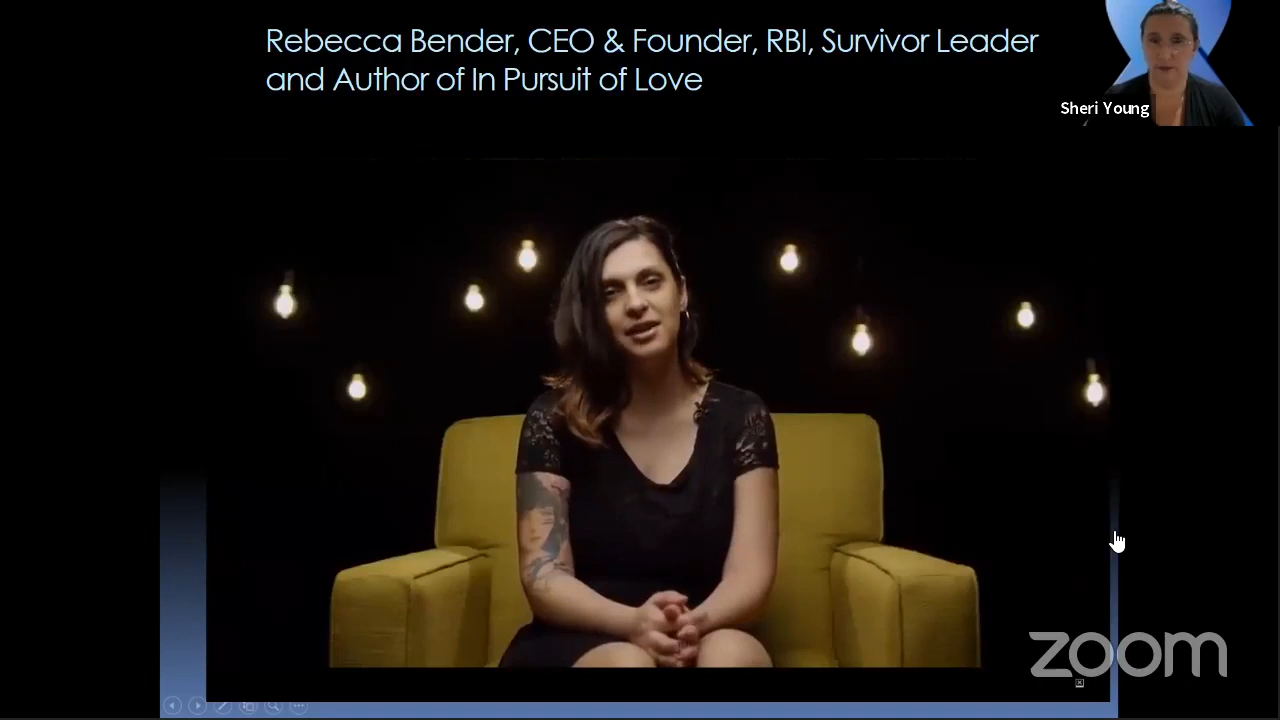 Rebecca Bender, CEO & Founder, RBI, Survivor Leader
and Author of In Pursuit of Love
Sheri Young
zoom